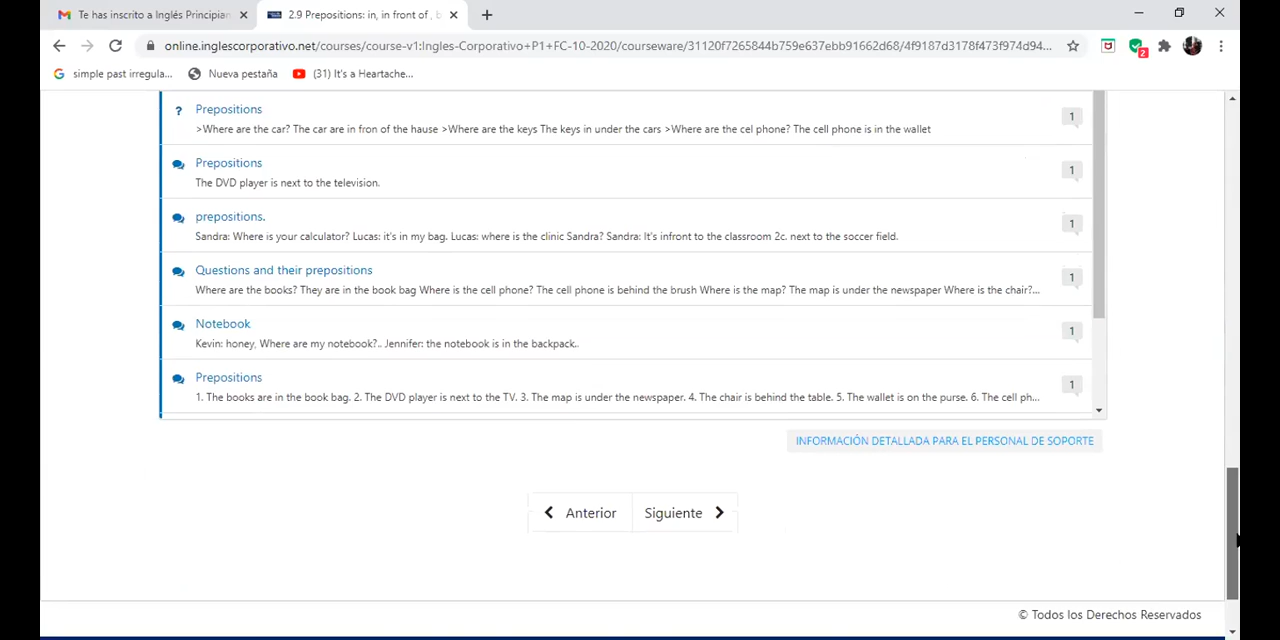 Te has inscrito a Inglés Principian
2.9 Prepositions: in, in front of , b
online.inglescorporativo.net/courses/course-v1:Ingles-Corporativo+P1+FC-10-2020/courseware/31120f7265844b759e637ebb91662d68/4f9187d3178f473f974d94...
2
simple past irregula...
Nueva pestaña
(31) It's a Heartache...
Prepositions
>Where are the car? The car are in fron of the hause >Where are the keys The keys in under the cars >Where are the cel phone? The cell phone is in the wallet
1
Prepositions
The DVD player is next to the television.
1
prepositions.
Sandra: Where is your calculator? Lucas: it's in my bag. Lucas: where is the clinic Sandra? Sandra: It's infront to the classroom 2c. next to the soccer field.
1
Questions and their prepositions
Where are the books? They are in the book bag Where is the cell phone? The cell phone is behind the brush Where is the map? The map is under the newspaper Where is the chair?...
1
Notebook
Kevin: honey, Where are my notebook?.. Jennifer: the notebook is in the backpack..
1
Prepositions
1. The books are in the book bag. 2. The DVD player is next to the TV. 3. The map is under the newspaper. 4. The chair is behind the table. 5. The wallet is on the purse. 6. The cell ph...
1
INFORMACIÓN DETALLADA PARA EL PERSONAL DE SOPORTE
Anterior
Siguiente
© Todos los Derechos Reservados